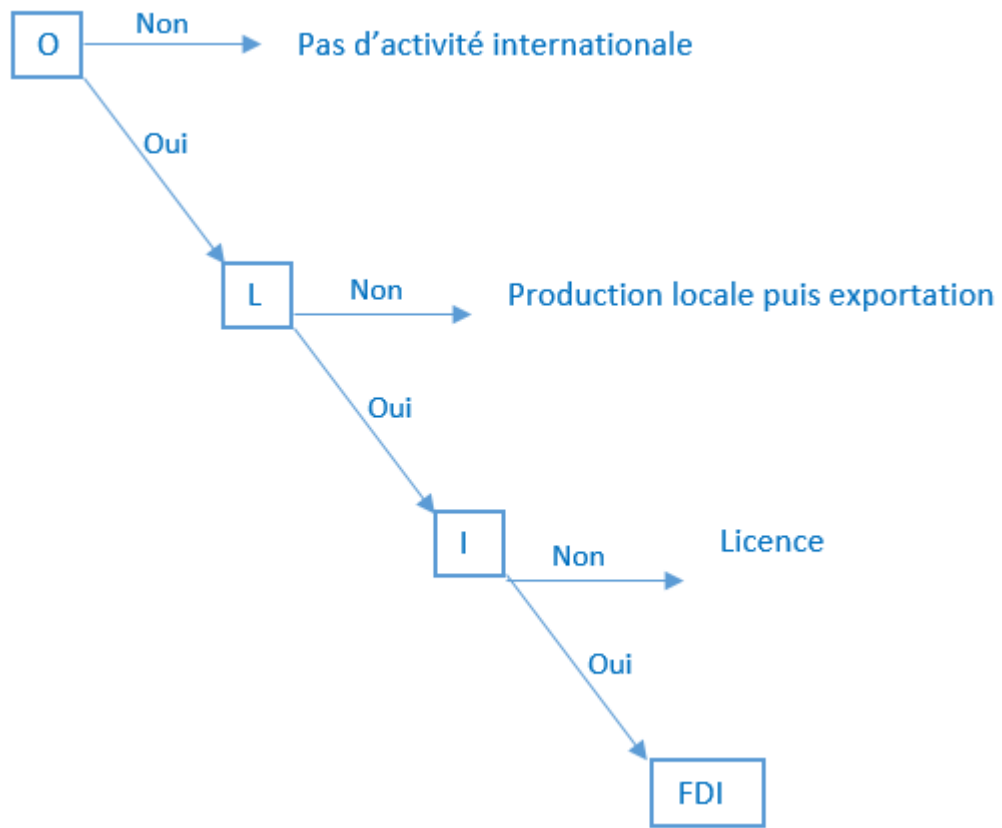 O
Non
Pas d’activité internationale
Oui
L
Non
Production locale puis exportation
Oui
I
Non
Licence
Oui
FDI